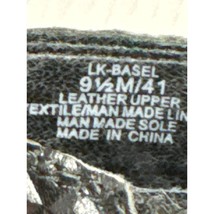 LK-BASEL
9½M/41
LEATHER UPPER
TEXTILE/MAN MADE LIN
MAN MADE SOLE
MADE IN CHINA